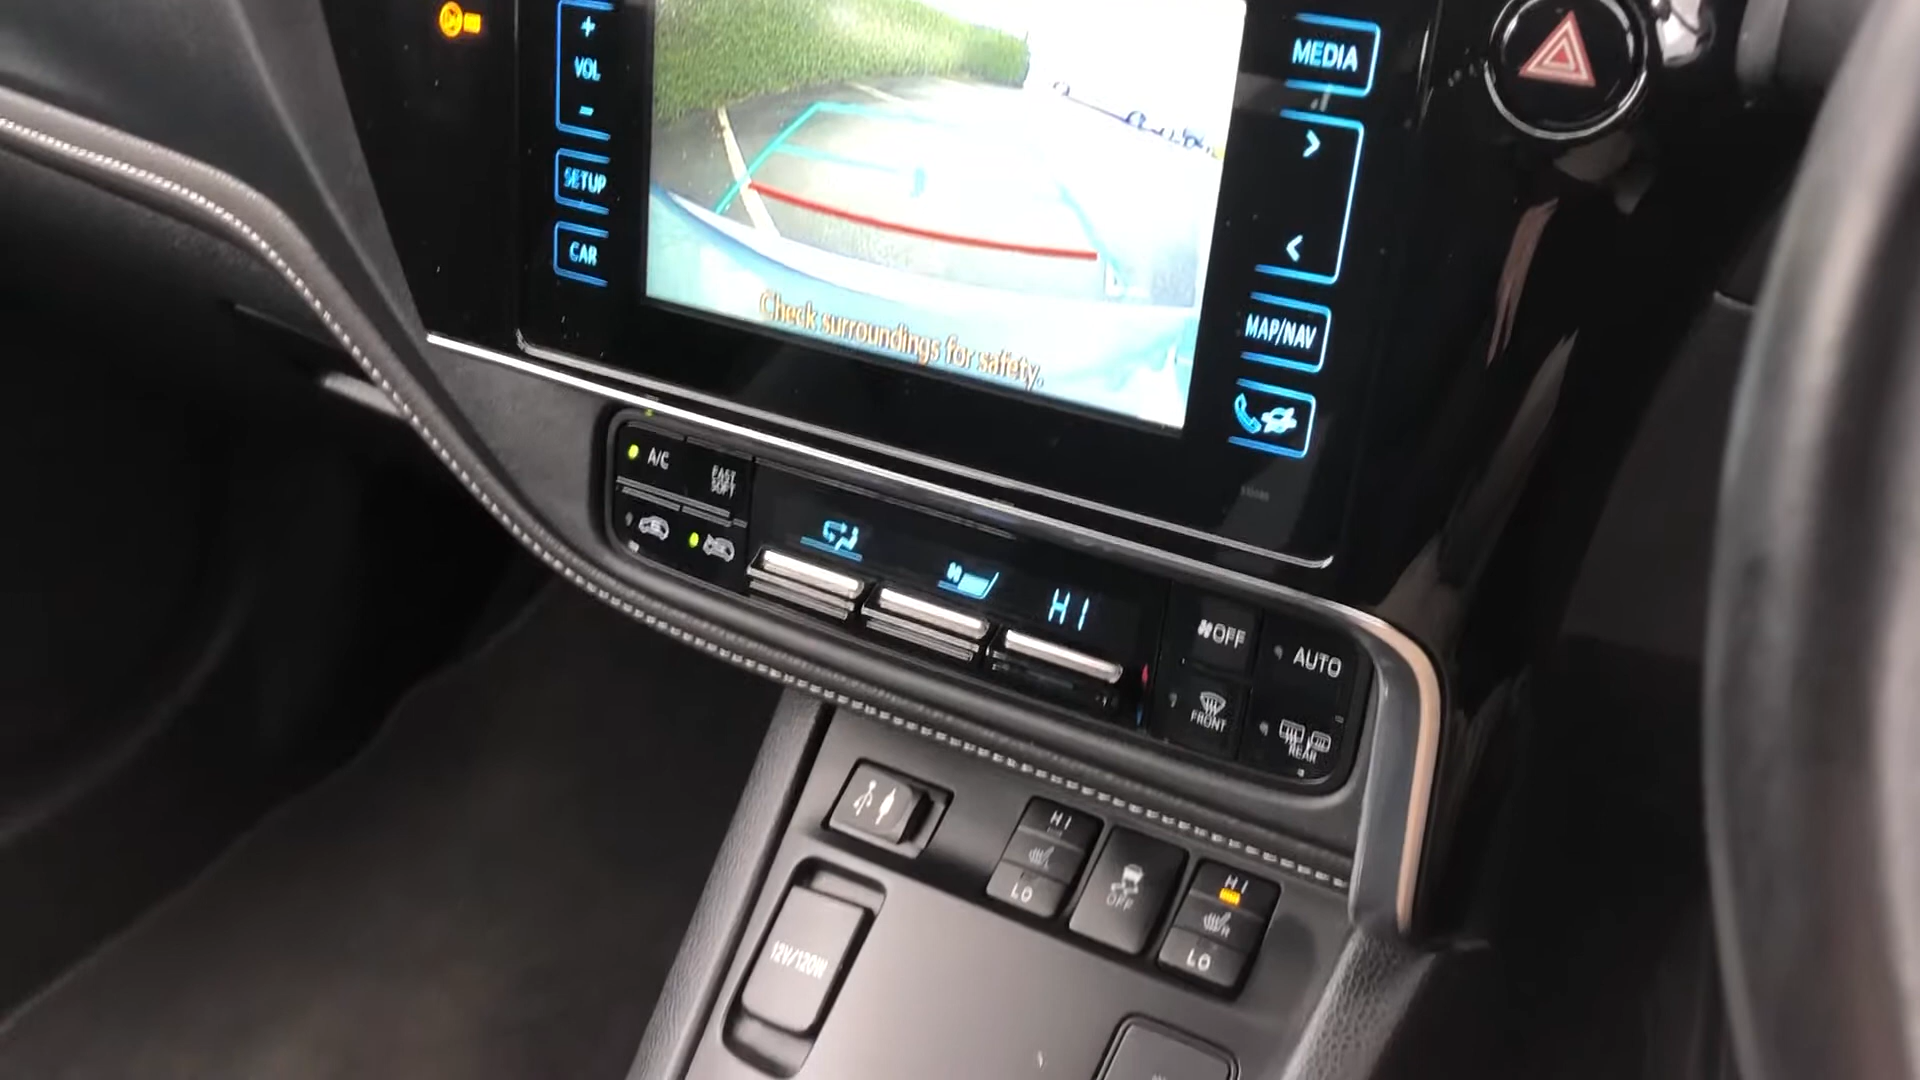 +
VOL
-
SETUP
CAR
MEDIA
>
<
MAP/NAV
Check surroundings for safety.
A/C
FAST
SOFT
HI
OFF
AUTO
FRONT
REAR
HI
L
LO
OFF
HI
R
LO
12V/120W